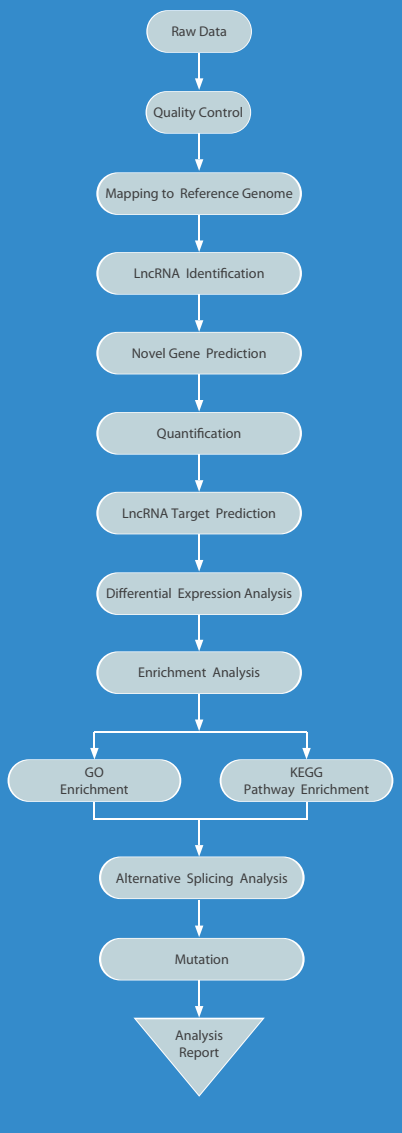 Raw Data
Quality Control
Mapping to Reference Genome
LncRNA Identification
Novel Gene Prediction
Quantification
LncRNA Target Prediction
Differential Expression Analysis
Enrichment Analysis
GO
Enrichment
KEGG
Pathway Enrichment
Alternative Splicing Analysis
Mutation
Analysis
Report